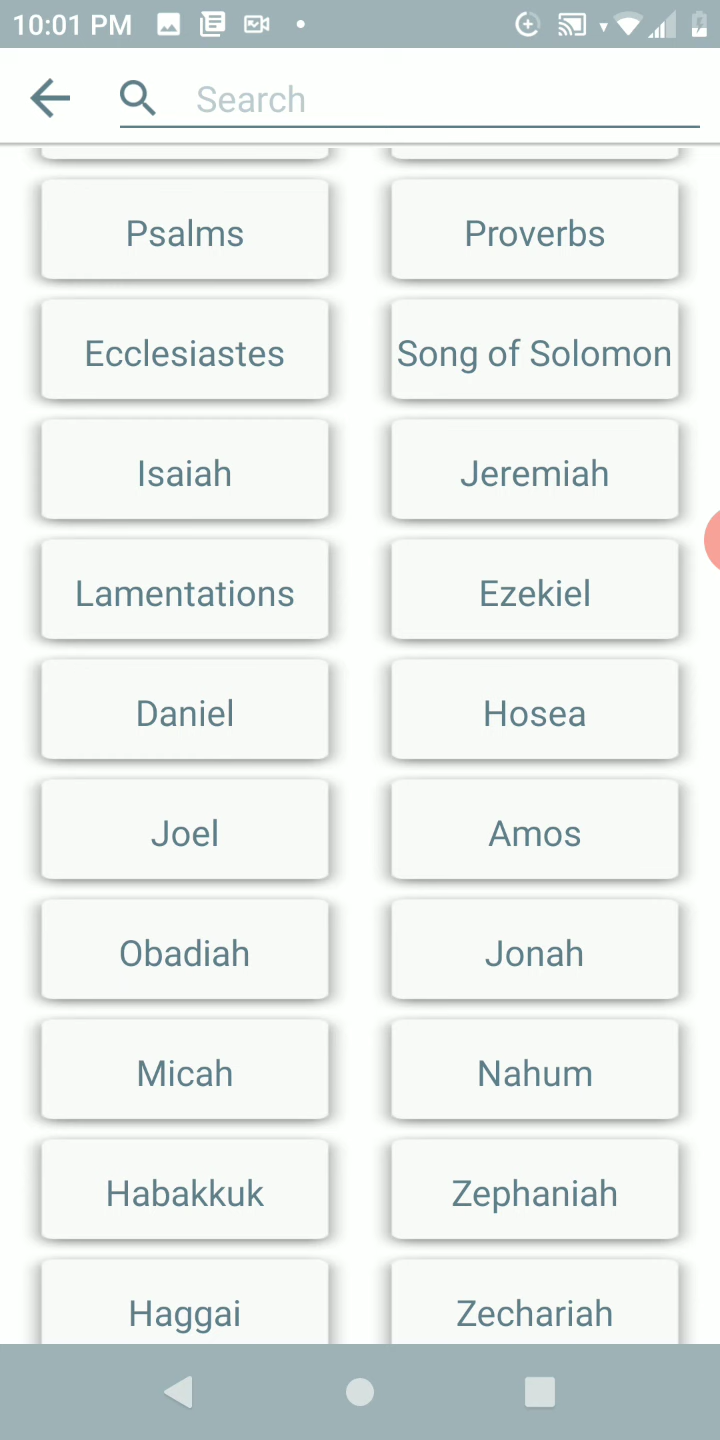 10:01 PM
Search
Psalms Proverbs
Ecclesiastes Song of Solomon
Isaiah Jeremiah
Lamentations Ezekiel
Daniel Hosea
Joel Amos
Obadiah Jonah
Micah Nahum
Habakkuk Zephaniah
Haggai Zechariah